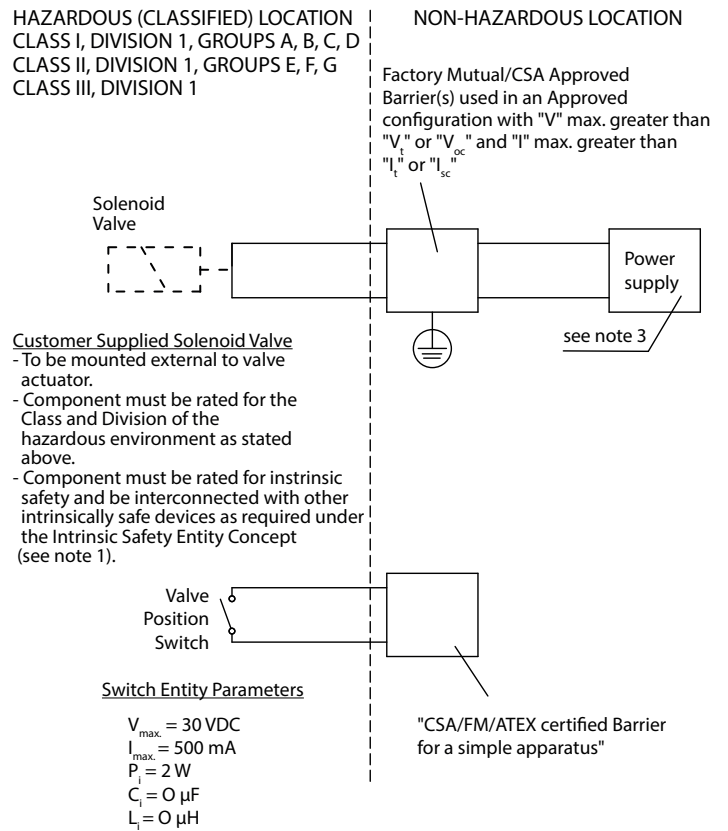 HAZARDOUS (CLASSIFIED) LOCATION
CLASS I, DIVISION 1, GROUPS A, B, C, D
CLASS II, DIVISION 1, GROUPS E, F, G
CLASS III, DIVISION 1
NON-HAZARDOUS LOCATION
Factory Mutual/CSA Approved
Barrier(s) used in an Approved
configuration with "V" max. greater than
"Vt" or "Voc" and "I" max. greater than
"It" or "Isc"
Solenoid
Valve
Power
supply
see note 3
Customer Supplied Solenoid Valve
- To be mounted external to valve
actuator.
- Component must be rated for the
Class and Division of the
hazardous environment as stated
above.
- Component must be rated for instrinsic
safety and be interconnected with other
intrinsically safe devices as required under
the Intrinsic Safety Entity Concept
(see note 1).
Valve
Position
Switch
Switch Entity Parameters
Vmax. = 30 VDC
Imax. = 500 mA
Pi = 2 W
Ci = O µF
Li = O µH
"CSA/FM/ATEX certified Barrier
for a simple apparatus"